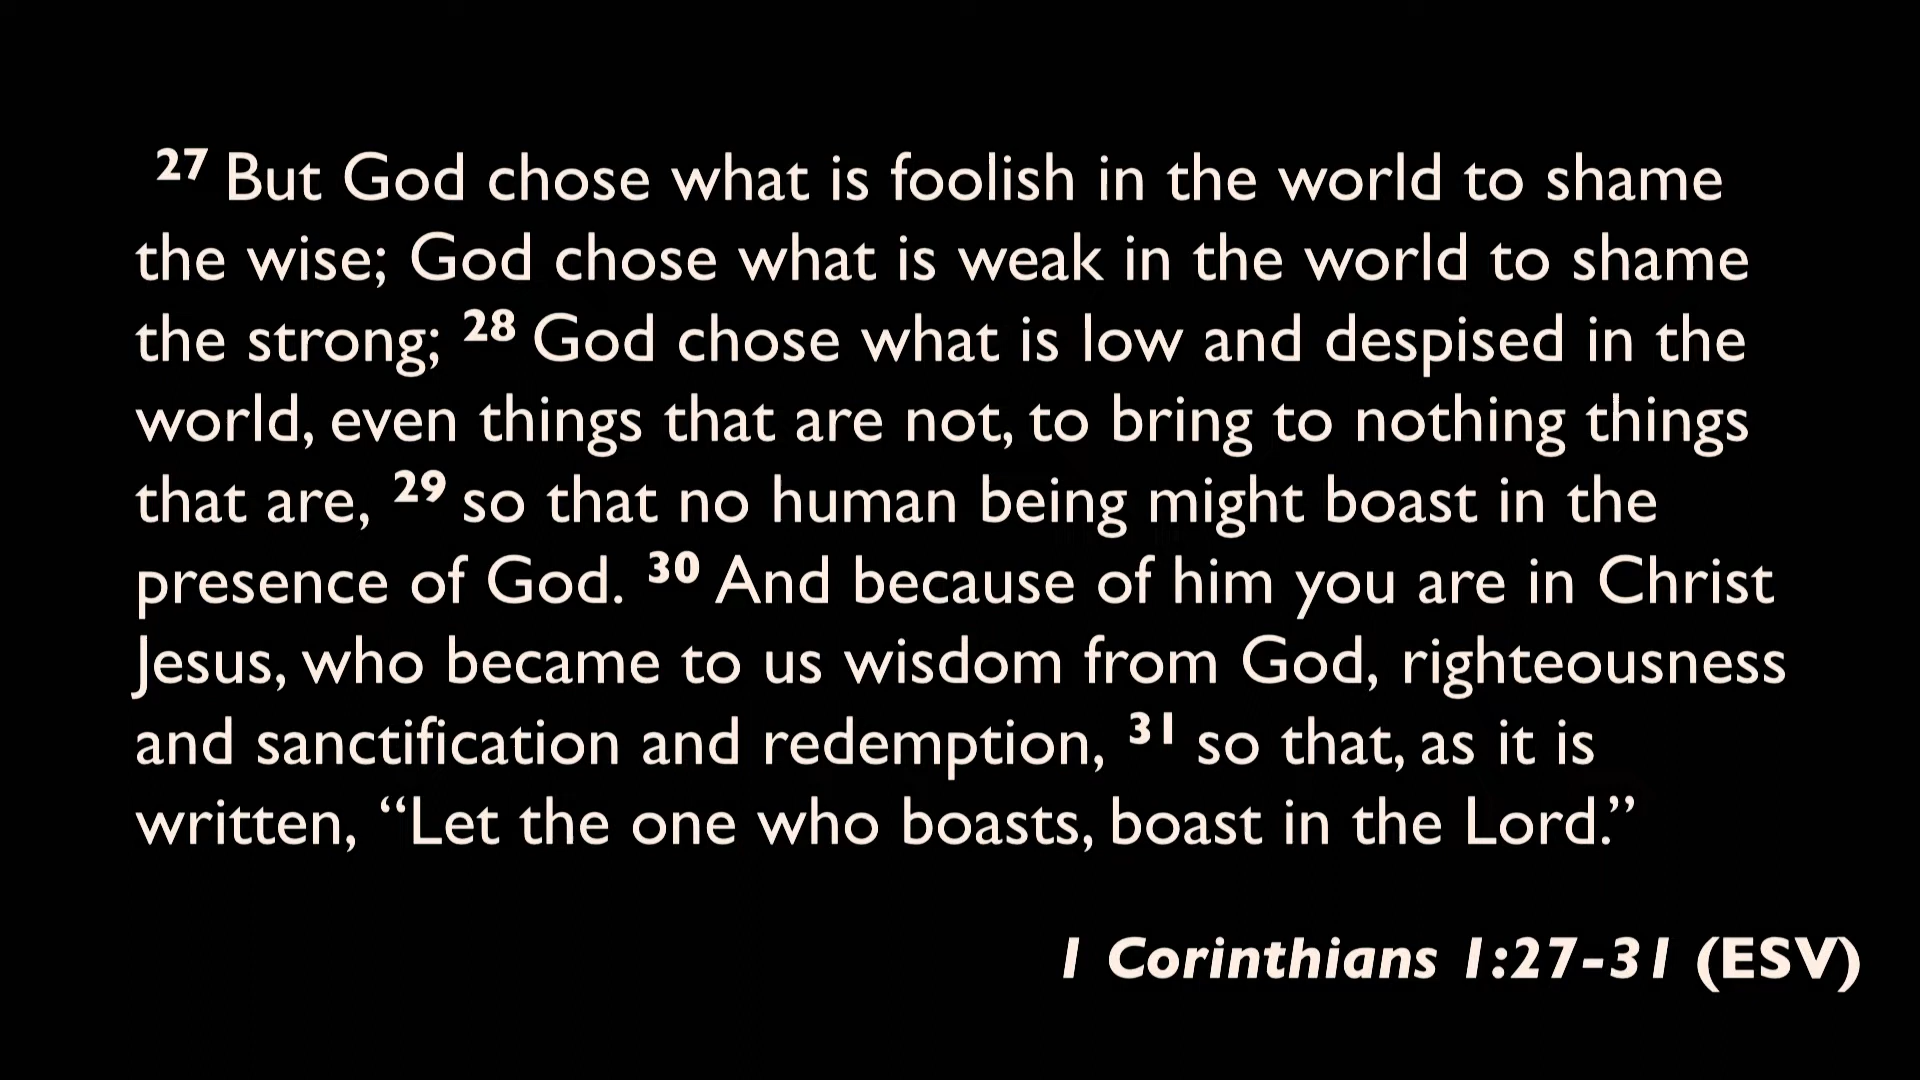 27 But God chose what is foolish in the world to shame
the wise; God chose what is weak in the world to shame
the strong; 28 God chose what is low and despised in the
world, even things that are not, to bring to nothing things
that are, 29 so that no human being might boast in the
presence of God. 30 And because of him you are in Christ
Jesus, who became to us wisdom from God, righteousness
and sanctification and redemption, 31 so that, as it is
written, “Let the one who boasts, boast in the Lord.”
1 Corinthians 1:27-31 (ESV)